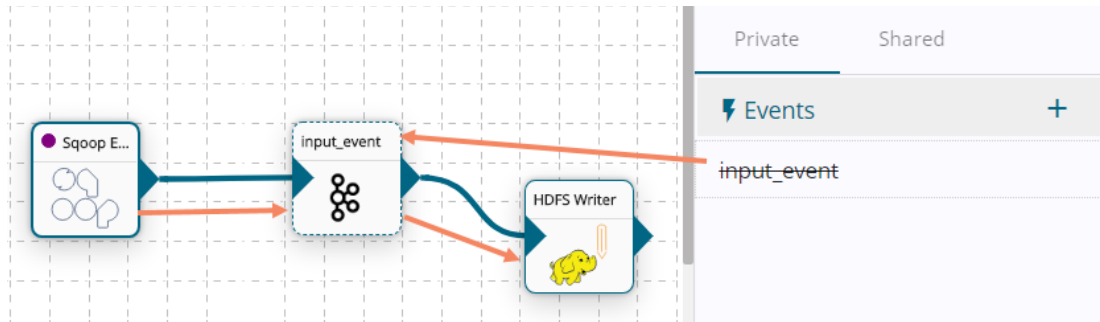 Private Shared
Events +
Sqoop E... input_event
input_event
HDFS Writer